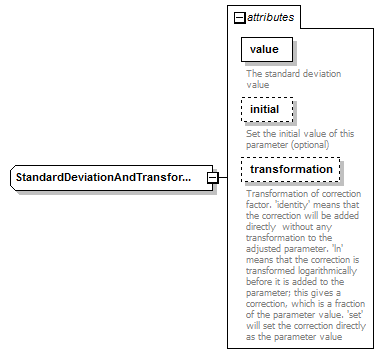 attributes
value
The standard deviation
value
initial
Set the initial value of this
parameter (optional)
StandardDeviationAndTransfor...
transformation
Transformation of correction
factor. 'identity' means that
the correction will be added
directly without any
transformation to the
adjusted parameter. 'ln'
means that the correction is
transformed logarithmically
before it is added to the
parameter; this gives a
correction, which is a fraction
of the parameter value. 'set'
will set the correction directly
as the parameter value